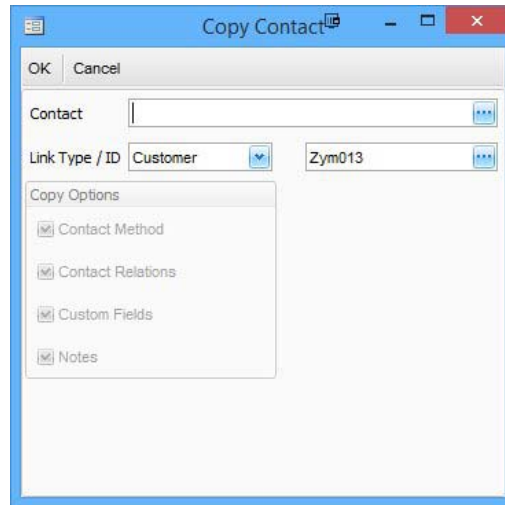 Copy Contact
OK Cancel
Contact
Link Type / ID Customer Zym013
Copy Options
Contact Method
Contact Relations
Custom Fields
Notes